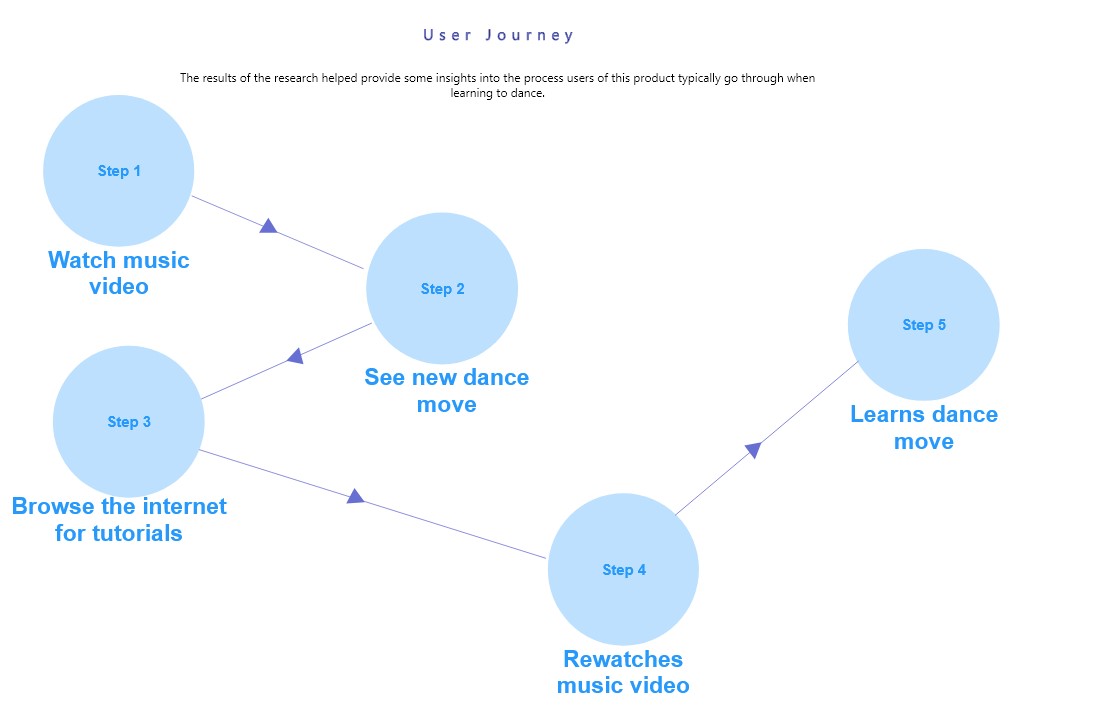 User Journey
The results of the research helped provide some insights into the process users of this product typically go through when
learning to dance.
Step 1
Watch music
video
Step 2
See new dance
move
Step 3
Browse the internet
for tutorials
Step 4
Rewatches
music video
Step 5
Learns dance
move